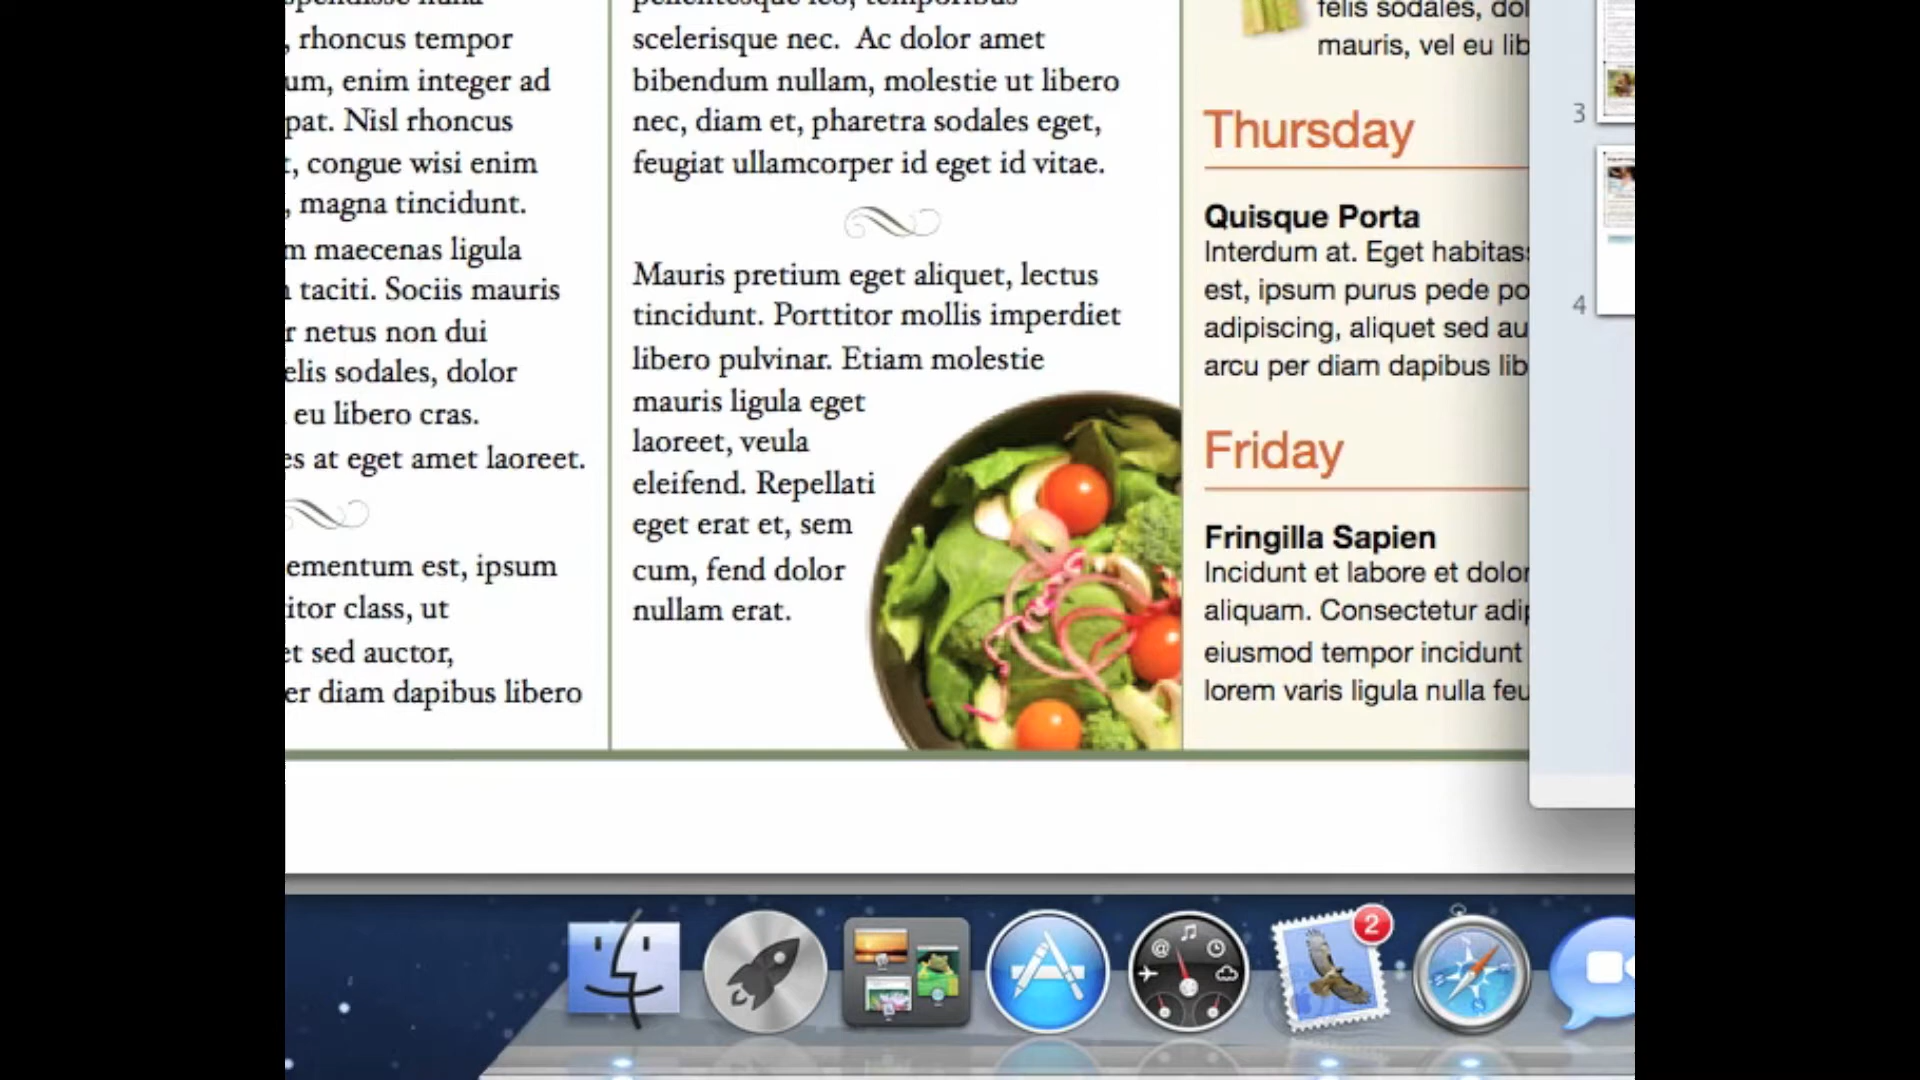 , rhoncus tempor
um, enim integer ad
pat. Nisl rhoncus
, congue wisi enim
, magna tincidunt.
m maecenas ligula
taciti. Sociis mauris
r netus non dui
elis sodales, dolor
eu libero cras.
es at eget amet laoreet.
ementum est, ipsum
itor class, ut
et sed auctor,
er diam dapibus libero
scelerisque nec. Ac dolor amet
bibendum nullam, molestie ut libero
nec, diam et, pharetra sodales eget,
feugiat ullamcorper id eget id vitae.
Mauris pretium eget aliquet, lectus
tincidunt. Porttitor mollis imperdiet
libero pulvinar. Etiam molestie
mauris ligula eget
laoreet, veula
eleifend. Repellati
eget erat et, sem
cum, fend dolor
nullam erat.
felis sodales, dol
mauris, vel eu lib
Thursday
Quisque Porta
Interdum at. Eget habitas
est, ipsum purus pede po
adipiscing, aliquet sed au
arcu per diam dapibus lib
Friday
Fringilla Sapien
Incidunt et labore et dolor
aliquam. Consectetur adip
eiusmod tempor incidunt
lorem varis ligula nulla feu
3
4
2